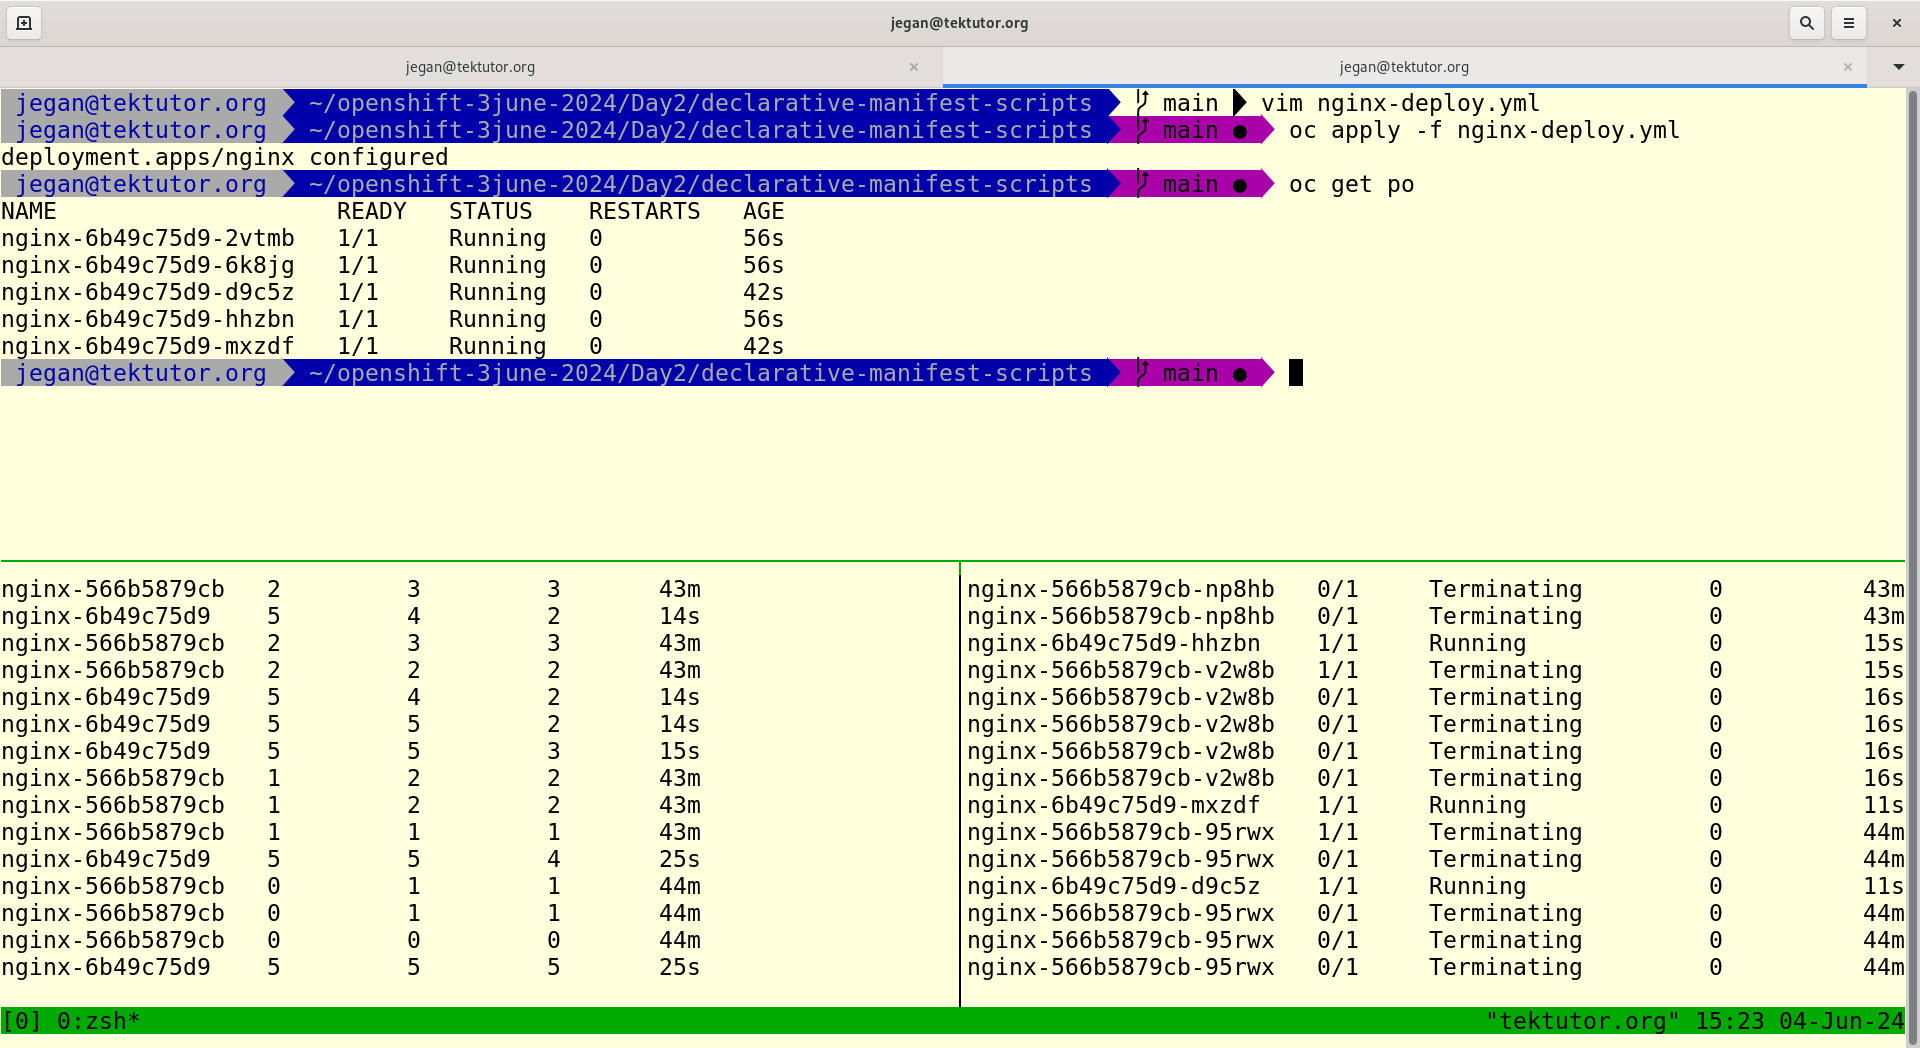 jegan@tektutor.org
jegan@tektutor.org
jegan@tektutor.org
jegan@tektutor.org ~/openshift-3june-2024/Day2/declarative-manifest-scripts main vim nginx-deploy.yml
jegan@tektutor.org ~/openshift-3june-2024/Day2/declarative-manifest-scripts main ● oc apply -f nginx-deploy.yml
deployment.apps/nginx configured
jegan@tektutor.org ~/openshift-3june-2024/Day2/declarative-manifest-scripts main ● oc get po
NAME READY STATUS RESTARTS AGE
nginx-6b49c75d9-2vtmb 1/1 Running 0 56s
nginx-6b49c75d9-6k8jg 1/1 Running 0 56s
nginx-6b49c75d9-d9c5z 1/1 Running 0 42s
nginx-6b49c75d9-hhzbn 1/1 Running 0 56s
nginx-6b49c75d9-mxzdf 1/1 Running 0 42s
jegan@tektutor.org ~/openshift-3june-2024/Day2/declarative-manifest-scripts main ●
nginx-566b5879cb 2 3 3 43m
nginx-6b49c75d9 5 4 2 14s
nginx-566b5879cb 2 3 3 43m
nginx-566b5879cb 2 2 2 43m
nginx-6b49c75d9 5 4 2 14s
nginx-6b49c75d9 5 5 2 14s
nginx-6b49c75d9 5 5 3 15s
nginx-566b5879cb 1 2 2 43m
nginx-566b5879cb 1 2 2 43m
nginx-566b5879cb 1 1 1 43m
nginx-6b49c75d9 5 5 4 25s
nginx-566b5879cb 0 1 1 44m
nginx-566b5879cb 0 1 1 44m
nginx-566b5879cb 0 0 0 44m
nginx-6b49c75d9 5 5 5 25s
nginx-566b5879cb-np8hb 0/1 Terminating 0 43m
nginx-566b5879cb-np8hb 0/1 Terminating 0 43m
nginx-6b49c75d9-hhzbn 1/1 Running 0 15s
nginx-566b5879cb-v2w8b 1/1 Terminating 0 15s
nginx-566b5879cb-v2w8b 0/1 Terminating 0 16s
nginx-566b5879cb-v2w8b 0/1 Terminating 0 16s
nginx-566b5879cb-v2w8b 0/1 Terminating 0 16s
nginx-566b5879cb-v2w8b 0/1 Terminating 0 16s
nginx-6b49c75d9-mxzdf 1/1 Running 0 11s
nginx-566b5879cb-95rwx 1/1 Terminating 0 44m
nginx-566b5879cb-95rwx 0/1 Terminating 0 44m
nginx-6b49c75d9-d9c5z 1/1 Running 0 11s
nginx-566b5879cb-95rwx 0/1 Terminating 0 44m
nginx-566b5879cb-95rwx 0/1 Terminating 0 44m
nginx-566b5879cb-95rwx 0/1 Terminating 0 44m
[0] 0:zsh* "tektutor.org" 15:23 04-Jun-24